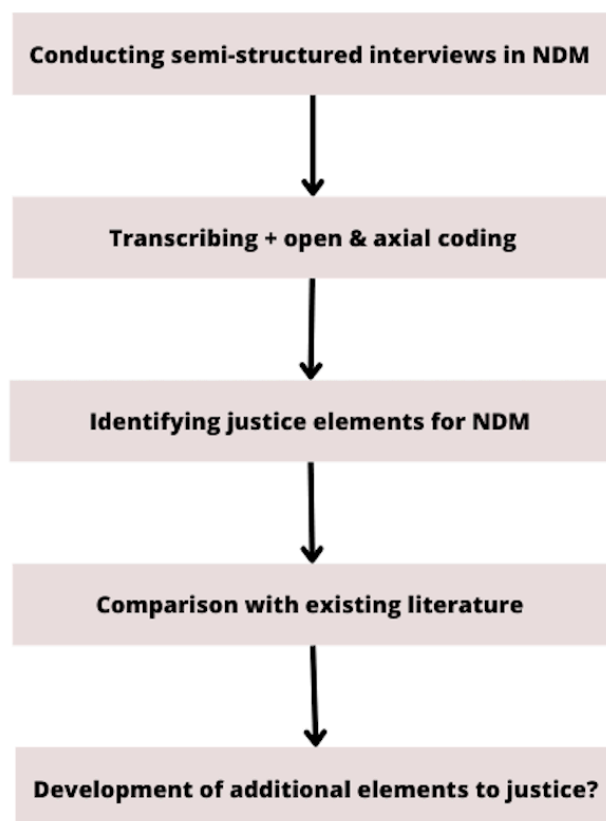 Conducting semi-structured interviews in NDM
Transcribing + open & axial coding
Identifying justice elements for NDM
Comparison with existing literature
Development of additional elements to justice?